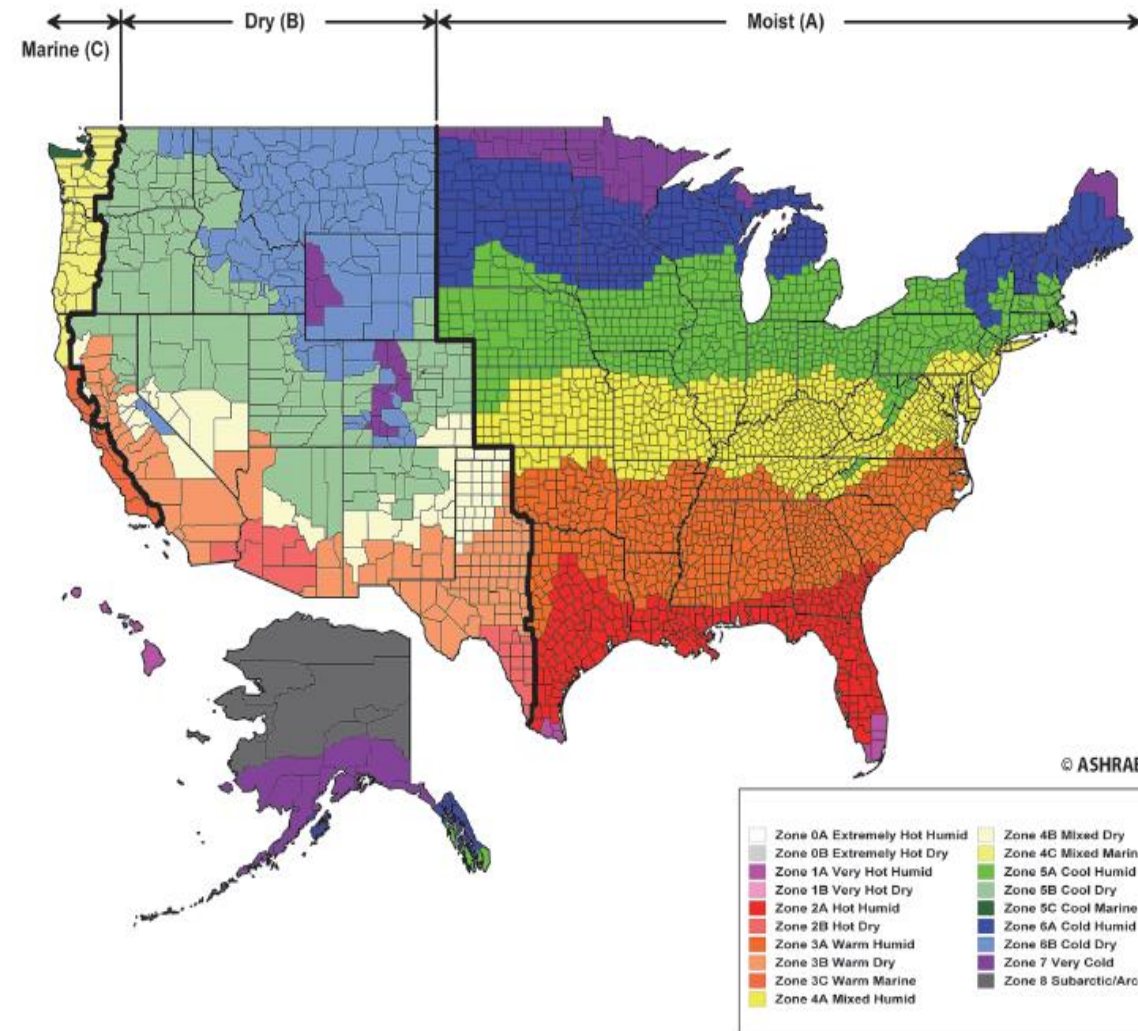 Dry (B)
Moist (A)
Marine (C)
© ASHRAE
Zone 0A Extremely Hot Humid
Zone 0B Extremely Hot Dry
Zone 1A Very Hot Humid
Zone 1B Very Hot Dry
Zone 2A Hot Humid
Zone 2B Hot Dry
Zone 3A Warm Humid
Zone 3B Warm Dry
Zone 3C Warm Marine
Zone 4A Mixed Humid
Zone 4B Mixed Dry
Zone 4C Mixed Marin
Zone 5A Cool Humid
Zone 5B Cool Dry
Zone 5C Cool Marine
Zone 6A Cold Humid
Zone 6B Cold Dry
Zone 7 Very Cold
Zone 8 Subarctic/Arc